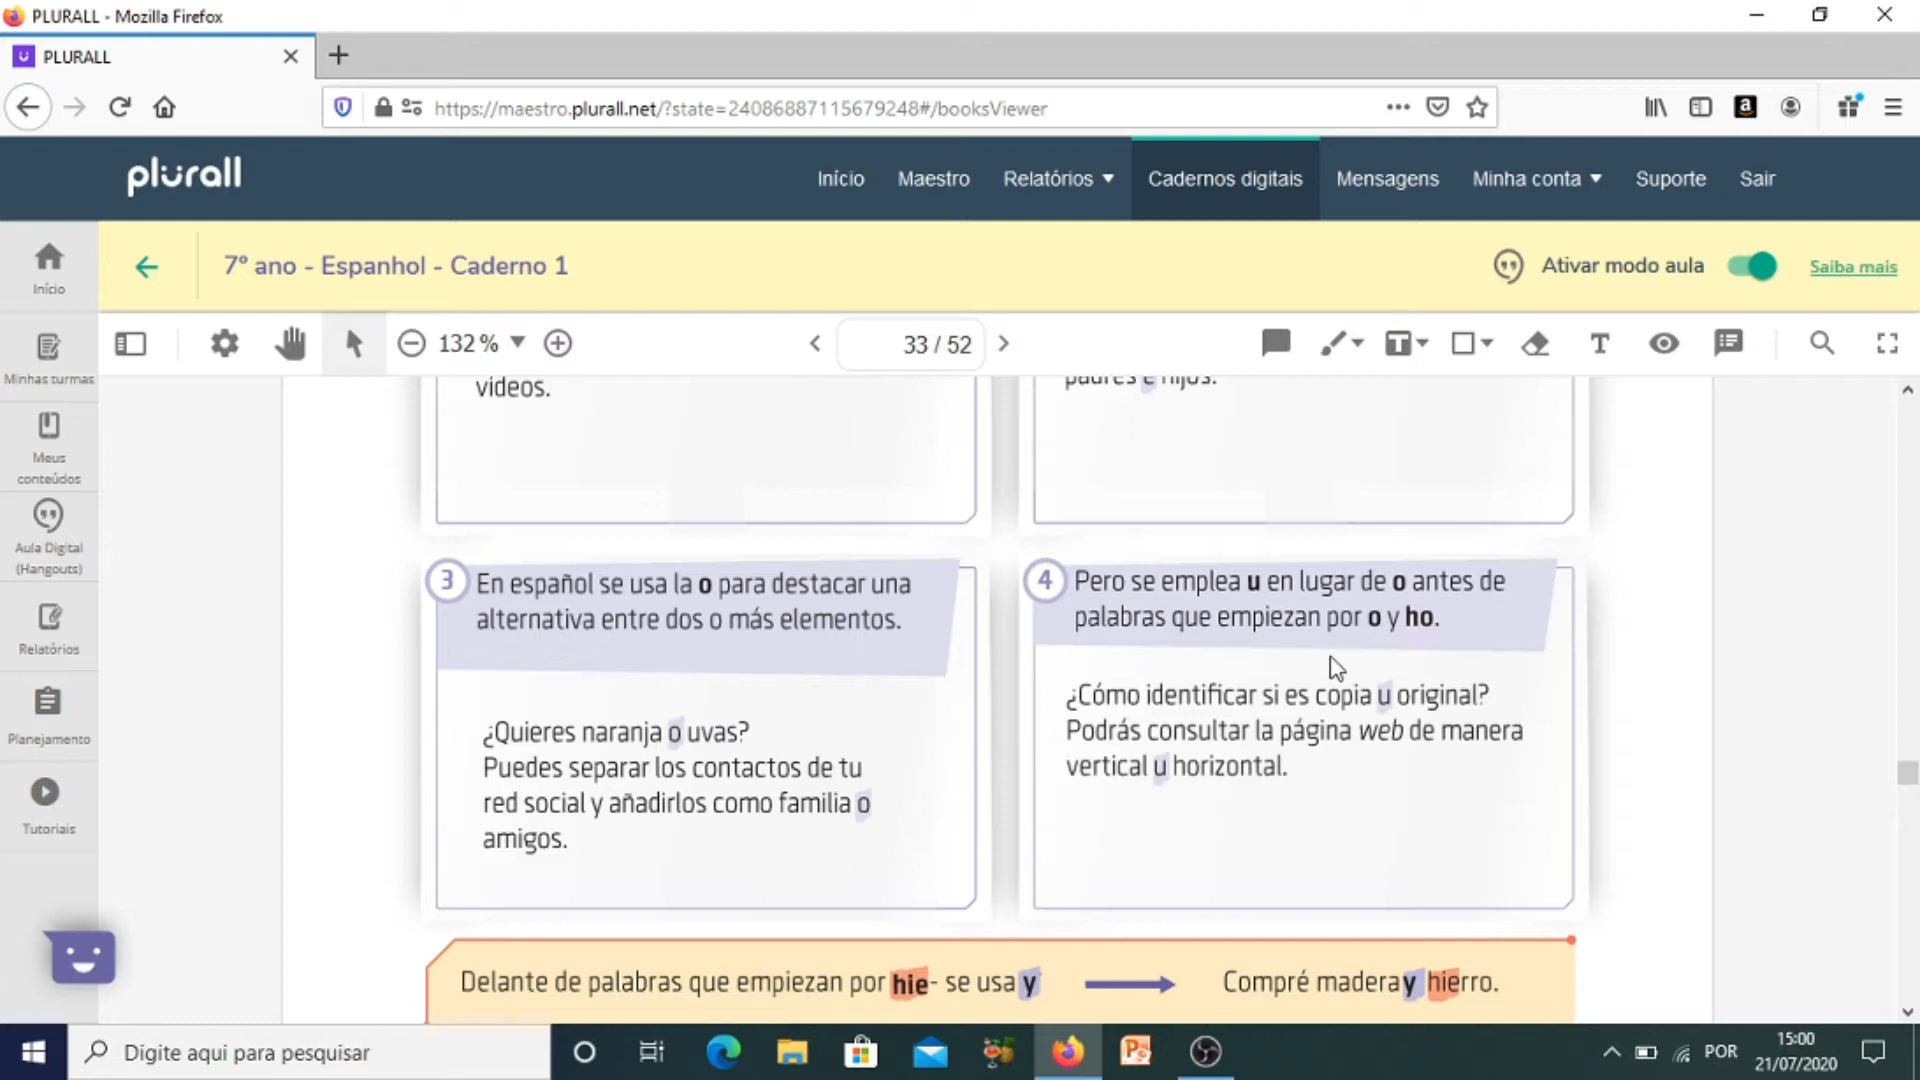 PLURALL - Mozilla Firefox
PLURALL
https://maestro.plurall.net/?state=24086887115679248#/booksViewer
plurall
Início Maestro Relatórios Cadernos digitais Mensagens Minha conta Suporte Sair
7º ano - Espanhol - Caderno 1
Ativar modo aula
Saiba mais
Início
Minhas turmas
Meus conteúdos
Aula Digital (Hangouts)
Relatórios
Planejamento
Tutoriais
132 %
33 / 52
videos.
padres e hijos.
3 En español se usa la o para destacar una
alternativa entre dos o más elementos.
¿Quieres naranja o uvas?
Puedes separar los contactos de tu
red social y añadirlos como familia o
amigos.
4 Pero se emplea u en lugar de o antes de
palabras que empiezan por o y ho.
¿Cómo identificar si es copia u original?
Podrás consultar la página web de manera
vertical u horizontal.
Delante de palabras que empiezan por hie- se usa y
Compré madera y hierro.
Digite aqui para pesquisar
POR
15:00
21/07/2020